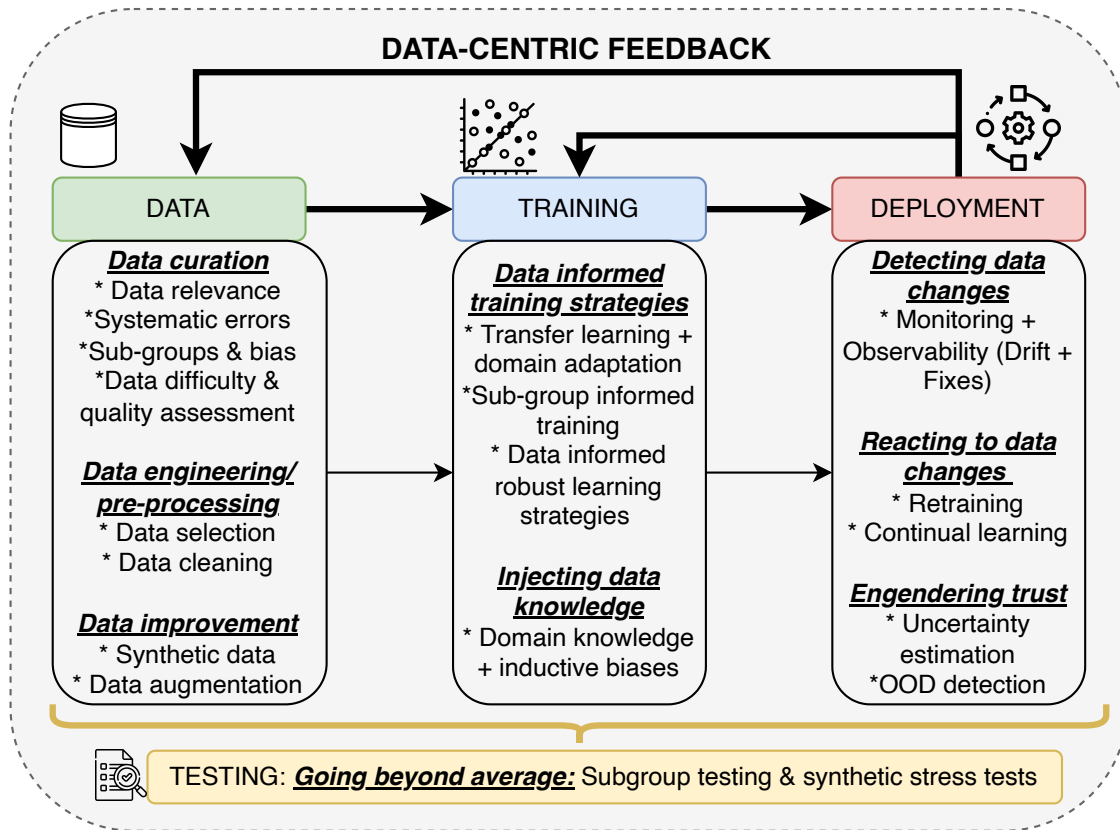 DATA-CENTRIC FEEDBACK
DATA
TRAINING
DEPLOYMENT
Data curation
* Data relevance
*Systematic errors
*Sub-groups & bias
*Data difficulty &
quality assessment
Data engineering/
pre-processing
* Data selection
* Data cleaning
Data improvement
* Synthetic data
* Data augmentation
Data informed
training strategies
* Transfer learning +
domain adaptation
*Sub-group informed
training
* Data informed
robust learning
strategies
Injecting data
knowledge
* Domain knowledge
+ inductive biases
Detecting data
changes
* Monitoring +
Observability (Drift +
Fixes)
Reacting to data
changes
* Retraining
* Continual learning
Engendering trust
* Uncertainty
estimation
*OOD detection
TESTING: Going beyond average: Subgroup testing & synthetic stress tests